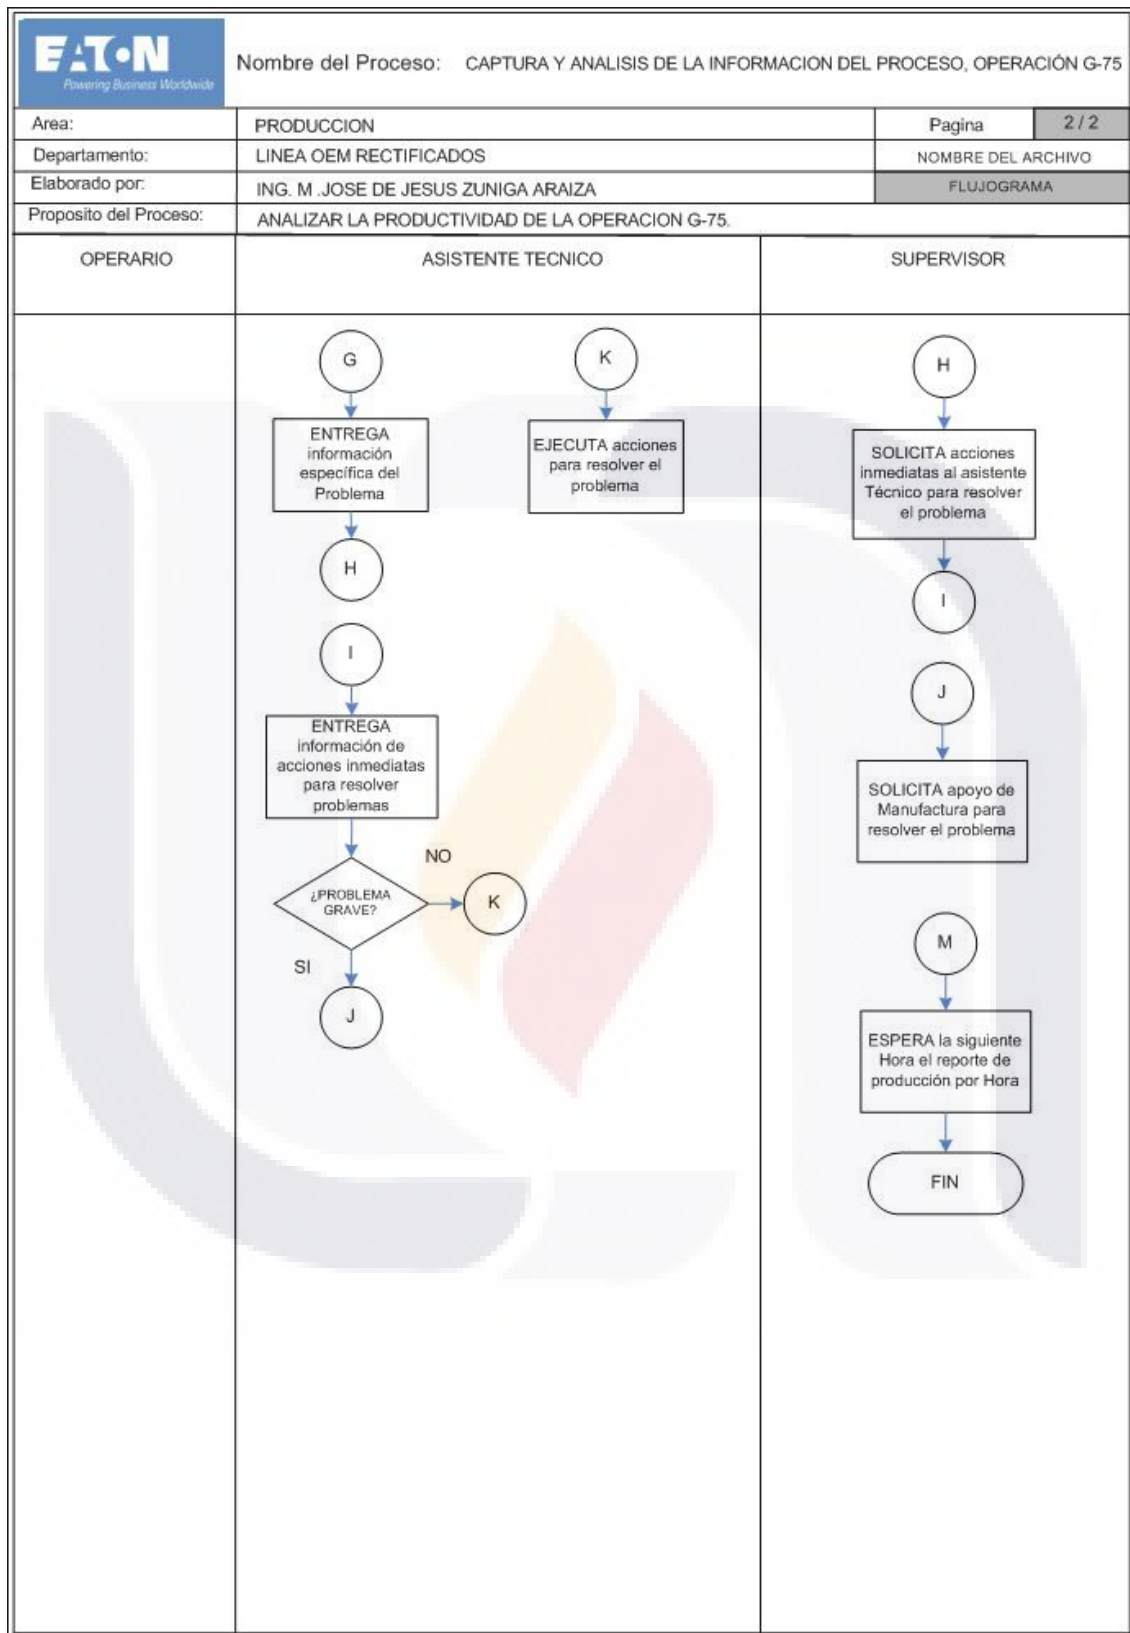 EATON
Powering Business Worldwide
Nombre del Proceso: CAPTURA Y ANALISIS DE LA INFORMACION DEL PROCESO, OPERACIÓN G-75
Area: PRODUCCION Pagina 2 / 2
Departamento: LINEA OEM RECTIFICADOS NOMBRE DEL ARCHIVO
Elaborado por: ING. M .JOSE DE JESUS ZUNIGA ARAIZA FLUJOGRAMA
Proposito del Proceso: ANALIZAR LA PRODUCTIVIDAD DE LA OPERACION G-75.
OPERARIO ASISTENTE TECNICO SUPERVISOR
G
ENTREGA
información
específica del
Problema
H
I
ENTREGA
información de
acciones inmediatas
para resolver
problemas
¿PROBLEMA
GRAVE?
NO
K
SI
J
K
EJECUTA acciones
para resolver el
problema
H
SOLICITA acciones
inmediatas al asistente
Técnico para resolver
el problema
I
J
SOLICITA apoyo de
Manufactura para
resolver el problema
M
ESPERA la siguiente
Hora el reporte de
producción por Hora
FIN